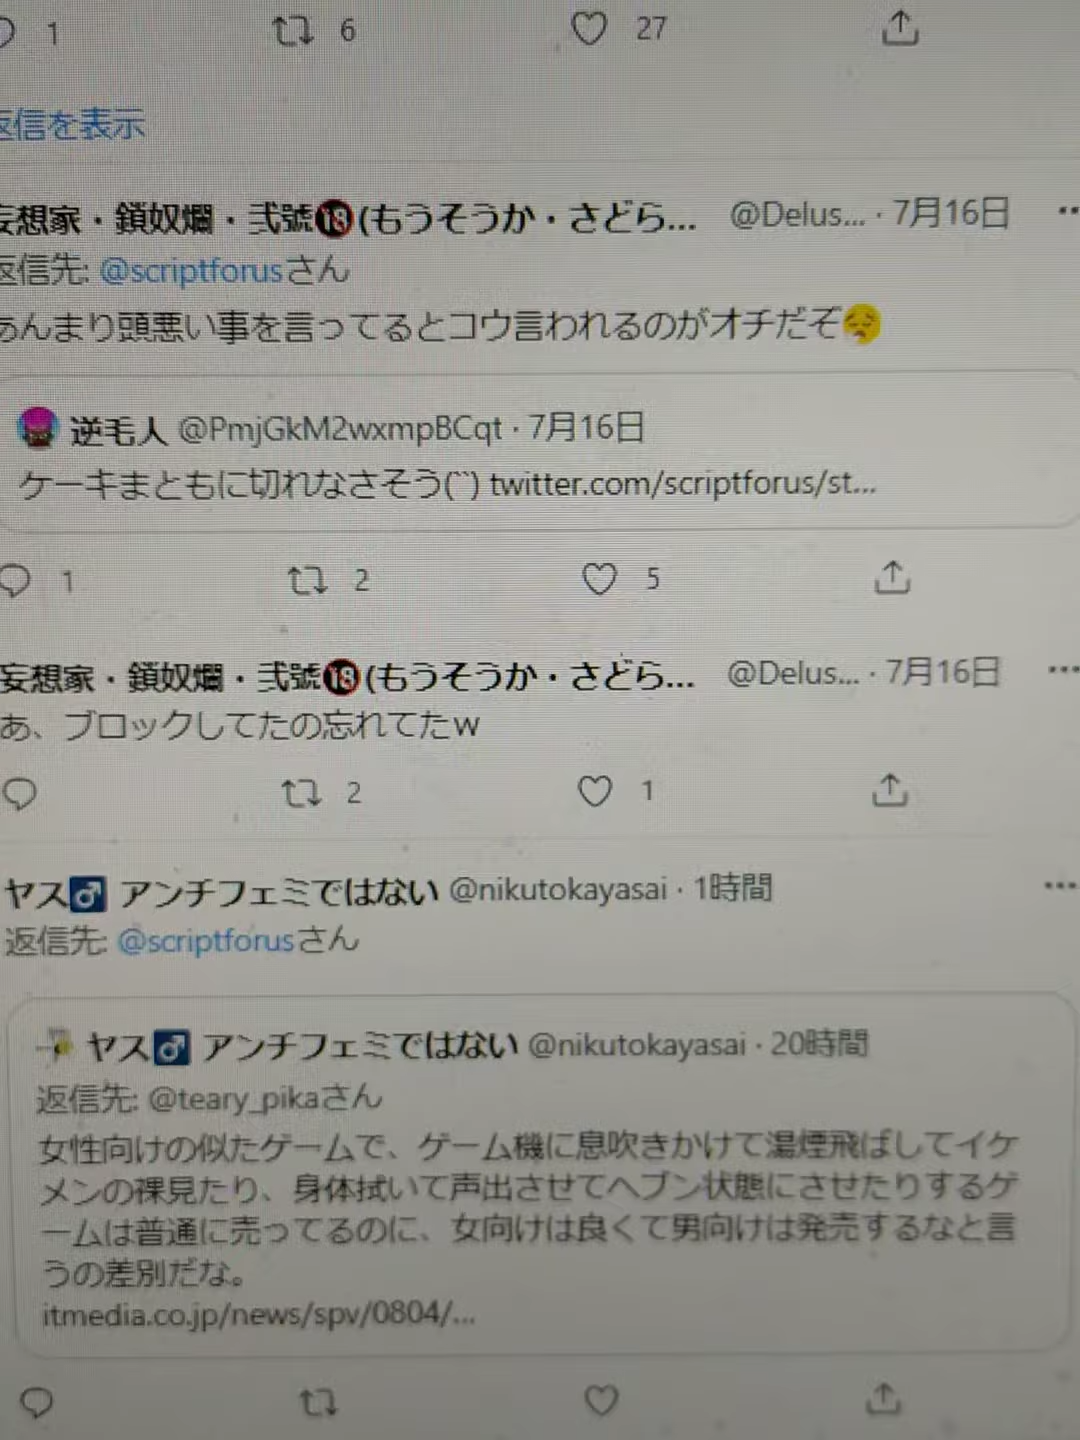 1 6 27
返信を表示
妄想家・鎖奴爛・弐號🔞(もうそうか・さどら... @Delus... · 7月16日 ...
返信先: @scriptforusさん
あんまり頭悪い事を言ってるとコウ言われるのがオチだぞ
逆毛人 @PmjGkM2wxmpBCqt · 7月16日
ケーキまともに切れなさそう(˘˘) twitter.com/scriptforus/st...
1 2 5
妄想家・鎖奴爛・弐號🔞(もうそうか・さどら... @Delus... · 7月16日 ...
あ、ブロックしてたの忘れてたw
2 1
ヤス♂ アンチフェミではない @nikutokayasai · 1時間 ...
返信先: @scriptforusさん
ヤス♂ アンチフェミではない @nikutokayasai · 20時間
返信先: @teary_pikaさん
女性向けの似たゲームで、ゲーム機に息吹きかけて湯煙飛ばしてイケ
メンの裸見たり、身体拭いて声出させてヘブン状態にさせたりするゲ
ームは普通に売ってるのに、女向けは良くて男向けは発売するなと言
うの差別だな。
itmedia.co.jp/news/spv/0804/...